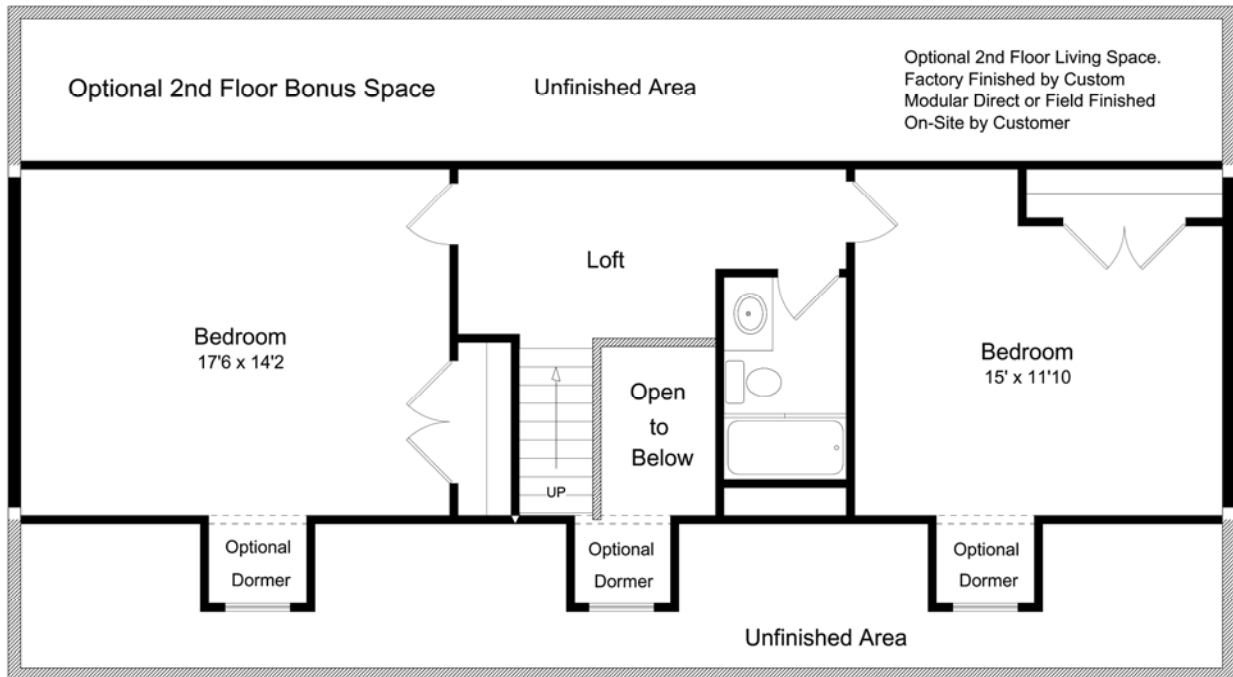 Optional 2nd Floor Bonus Space
Unfinished Area
Optional 2nd Floor Living Space.
Factory Finished by Custom
Modular Direct or Field Finished
On-Site by Customer
Loft
Bedroom
17'6 x 14'2
Bedroom
15' x 11'10
Open
to
Below
UP
Optional
Dormer
Optional
Dormer
Optional
Dormer
Unfinished Area